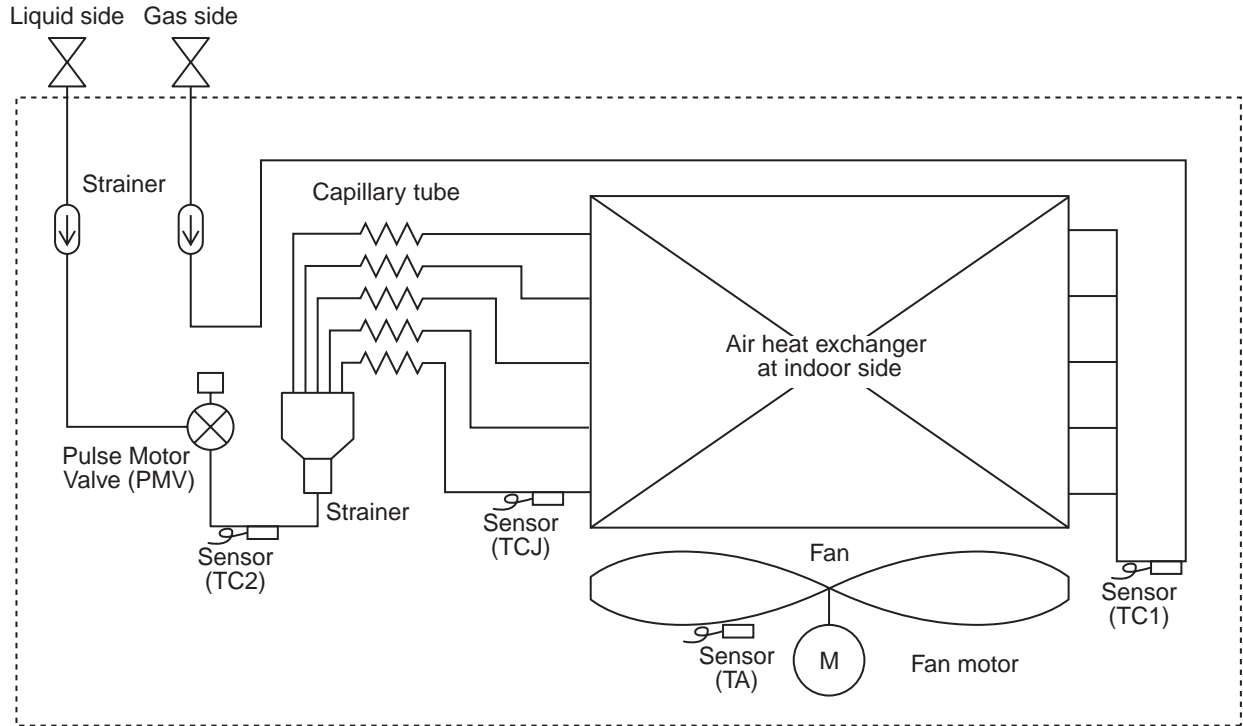 Liquid side
Gas side
Strainer
Capillary tube
Air heat exchanger
at indoor side
Pulse Motor
Valve (PMV)
Strainer
Sensor
(TCJ)
Sensor
(TC2)
Fan
Sensor
(TC1)
Sensor
(TA)
M
Fan motor